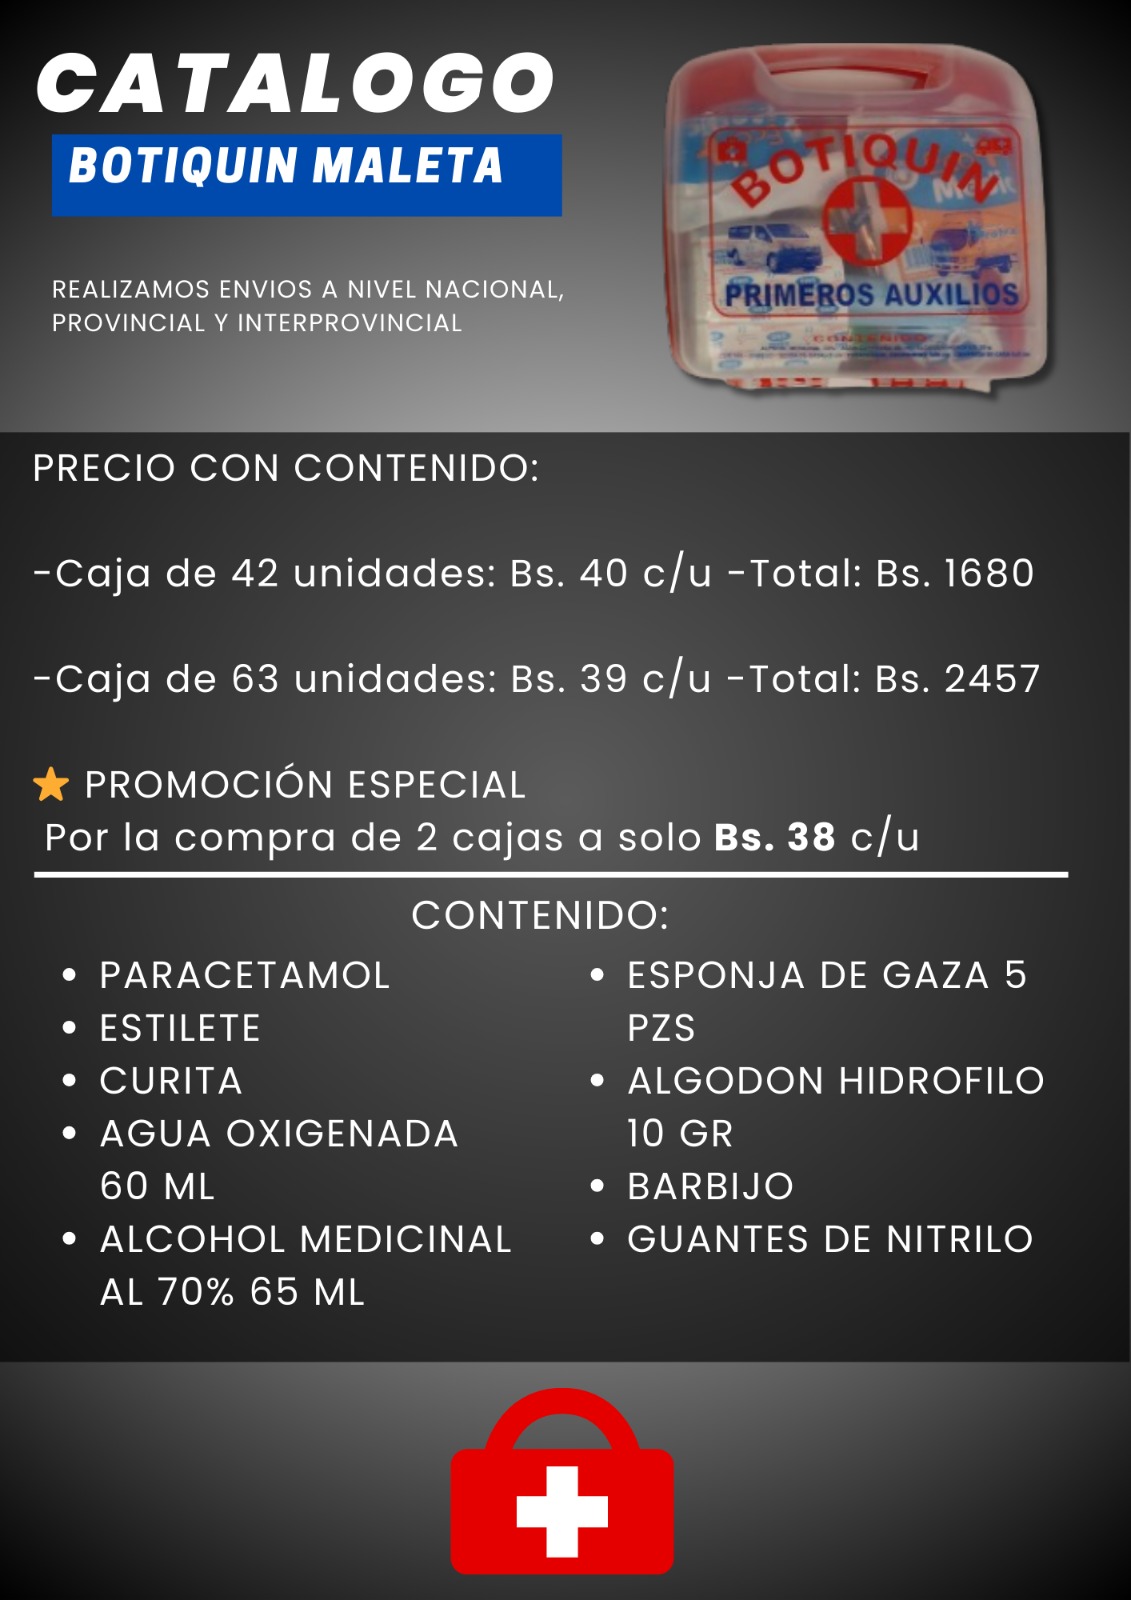 CATALOGO
BOTIQUIN MALETA
REALIZAMOS ENVIOS A NIVEL NACIONAL,
PROVINCIAL Y INTERPROVINCIAL
BOTIQUIN
PRIMEROS AUXILIOS
CONTENIDO
PRECIO CON CONTENIDO:
-Caja de 42 unidades: Bs. 40 c/u -Total: Bs. 1680
-Caja de 63 unidades: Bs. 39 c/u -Total: Bs. 2457
⭐ PROMOCIÓN ESPECIAL
Por la compra de 2 cajas a solo Bs. 38 c/u
CONTENIDO:
• PARACETAMOL
• ESTILETE
• CURITA
• AGUA OXIGENADA
60 ML
• ALCOHOL MEDICINAL
AL 70% 65 ML
• ESPONJA DE GAZA 5
PZS
• ALGODON HIDROFILO
10 GR
• BARBIJO
• GUANTES DE NITRILO